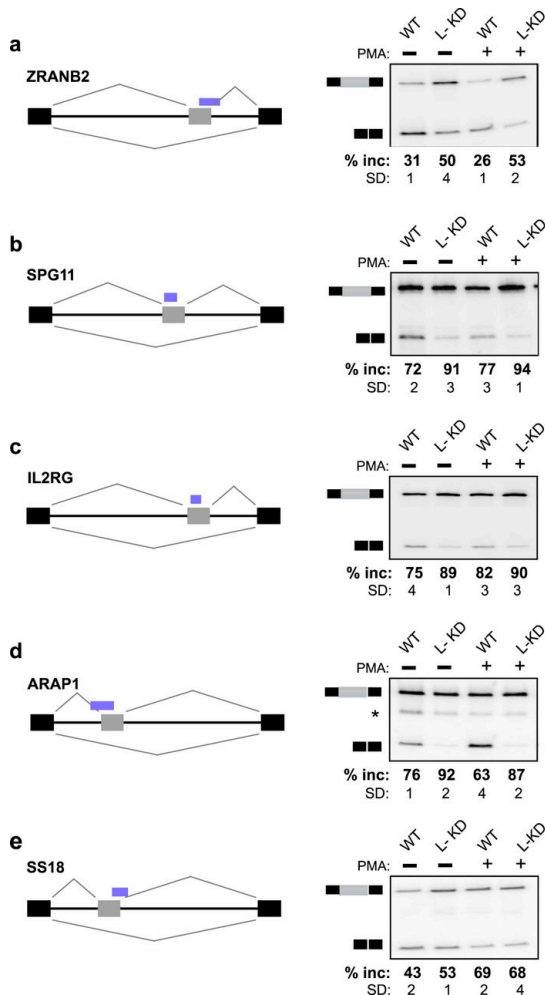 a
ZRANB2
WT L-KD WT L-KD
PMA: − − + +
% inc: 31 50 26 53
SD: 1 4 1 2
b
SPG11
WT L-KD WT L-KD
PMA: − − + +
% inc: 72 91 77 94
SD: 2 3 3 1
c
IL2RG
WT L-KD WT L-KD
PMA: − − + +
% inc: 75 89 82 90
SD: 4 1 3 3
d
ARAP1
WT L-KD WT L-KD
PMA: − − + +
*
% inc: 76 92 63 87
SD: 1 2 4 2
e
SS18
WT L-KD WT L-KD
PMA: − − + +
% inc: 43 53 69 68
SD: 2 1 2 4